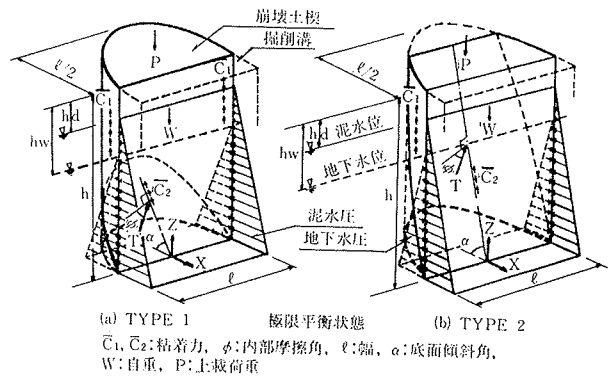 崩壊土楔
掘削溝
ℓ/2
P
C̄1
W
hd
hw
h
C̄2
φ
T
α
Z
X
ℓ
泥水圧
地下水圧
ℓ/2
P
C̄1
W
hd
hw
泥水位
地下水位
h
C̄2
φ
T
α
Z
X
ℓ
(a) TYPE 1
極限平衡状態
(b) TYPE 2
C̄1,C̄2:粘着力, φ:内部摩擦角, ℓ:幅, α:底面傾斜角,
W:自重, P:上載荷重